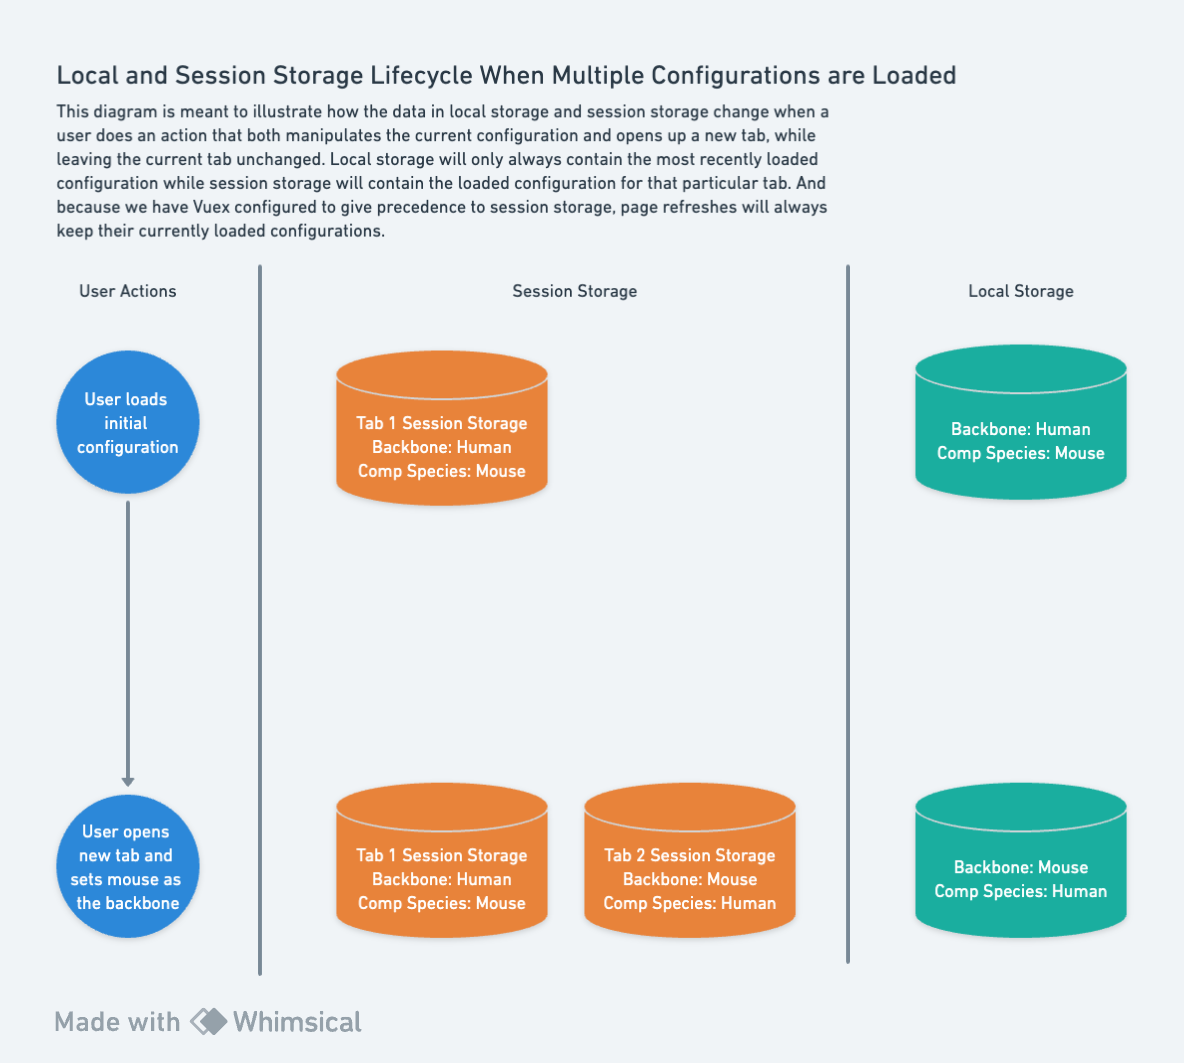 Local and Session Storage Lifecycle When Multiple Configurations are Loaded
This diagram is meant to illustrate how the data in local storage and session storage change when a
user does an action that both manipulates the current configuration and opens up a new tab, while
leaving the current tab unchanged. Local storage will only always contain the most recently loaded
configuration while session storage will contain the loaded configuration for that particular tab. And
because we have Vuex configured to give precedence to session storage, page refreshes will always
keep their currently loaded configurations.
User Actions
Session Storage
Local Storage
User loads
initial
configuration
Tab 1 Session Storage
Backbone: Human
Comp Species: Mouse
Backbone: Human
Comp Species: Mouse
User opens
new tab and
sets mouse as
the backbone
Tab 1 Session Storage
Backbone: Human
Comp Species: Mouse
Tab 2 Session Storage
Backbone: Mouse
Comp Species: Human
Backbone: Mouse
Comp Species: Human
Made with Whimsical